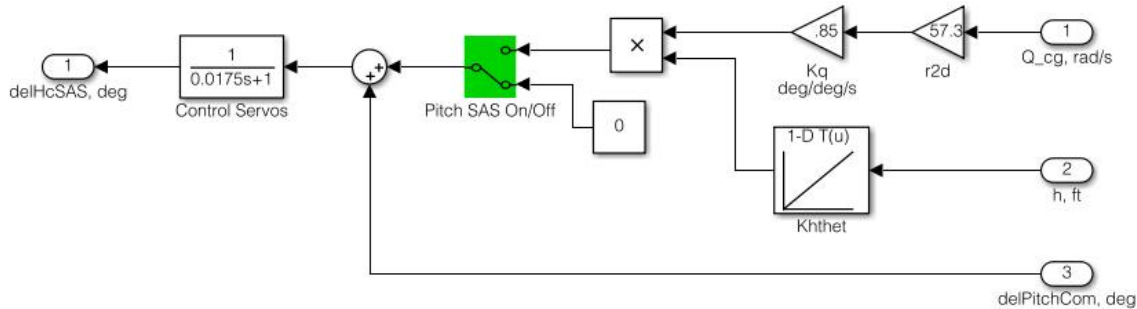 1
delHcSAS, deg
1
0.0175s+1
Control Servos
+
+
Pitch SAS On/Off
×
0
.85
Kq
deg/deg/s
57.3
r2d
1
Q_cg, rad/s
1-D T(u)
Khthet
2
h, ft
3
delPitchCom, deg